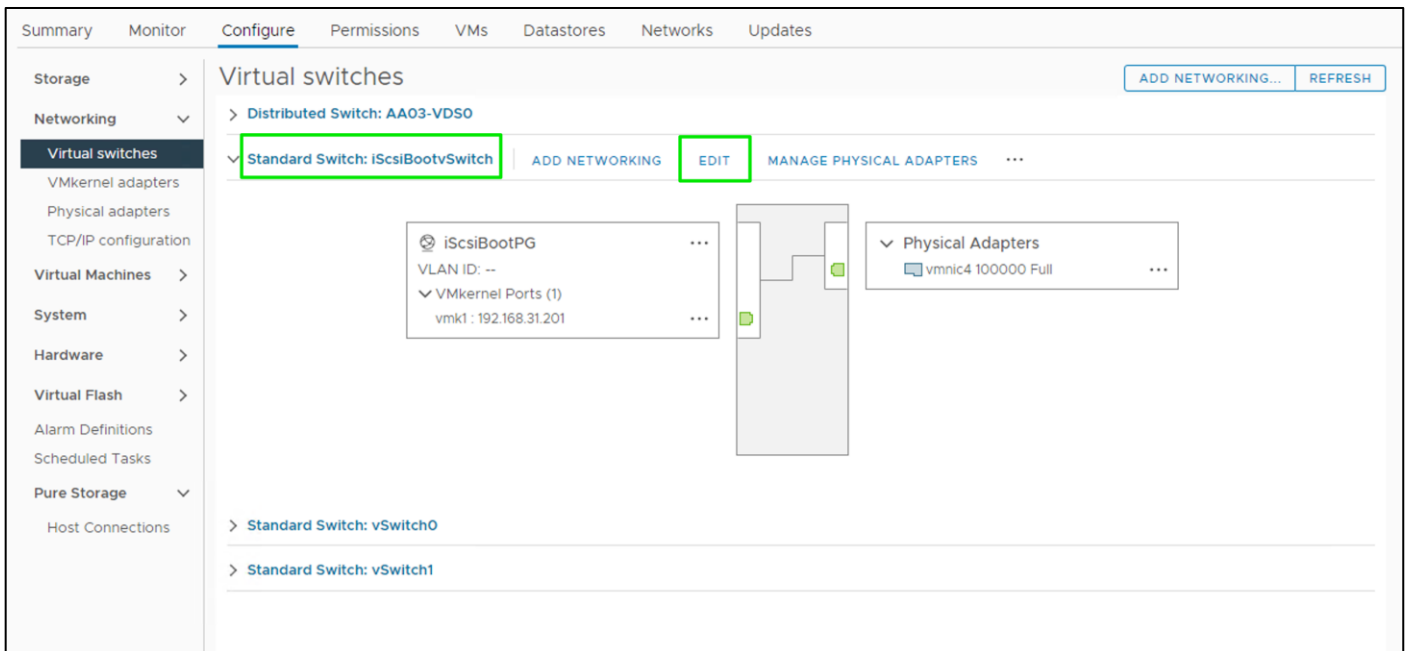 Summary Monitor Configure Permissions VMs Datastores Networks Updates
Storage
Networking
Virtual switches
VMkernel adapters
Physical adapters
TCP/IP configuration
Virtual Machines
System
Hardware
Virtual Flash
Alarm Definitions
Scheduled Tasks
Pure Storage
Host Connections
Virtual switches
ADD NETWORKING... REFRESH
Distributed Switch: AA03-VDS0
Standard Switch: iScsiBootvSwitch ADD NETWORKING EDIT MANAGE PHYSICAL ADAPTERS ...
iScsiBootPG ...
VLAN ID: --
VMkernel Ports (1)
vmk1 : 192.168.31.201 ...
Physical Adapters
vmnic4 100000 Full ...
Standard Switch: vSwitch0
Standard Switch: vSwitch1